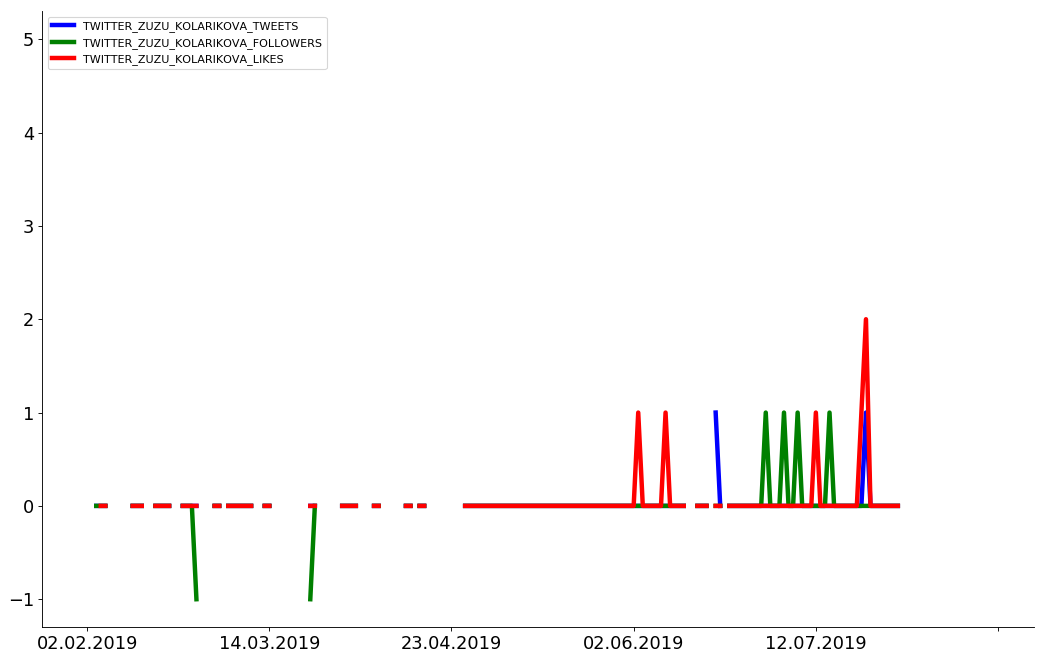 TWITTER_ZUZU_KOLARIKOVA_TWEETS
TWITTER_ZUZU_KOLARIKOVA_FOLLOWERS
TWITTER_ZUZU_KOLARIKOVA_LIKES
5
4
3
2
1
0
−1
02.02.2019 14.03.2019 23.04.2019 02.06.2019 12.07.2019